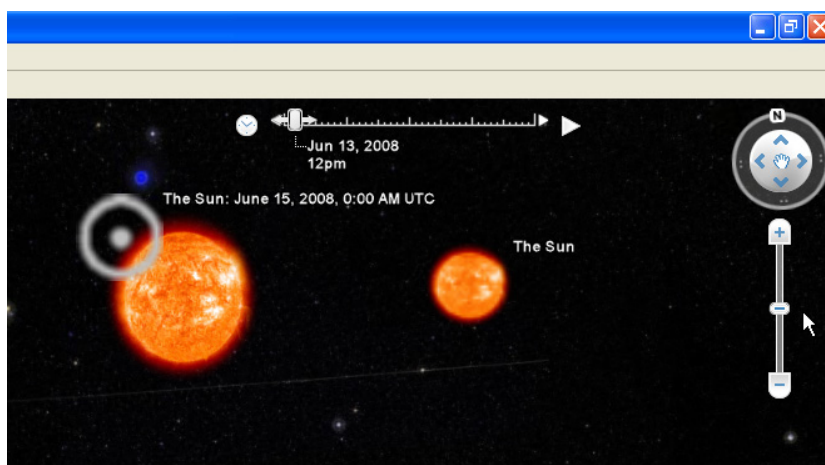 N
Jun 13, 2008
12pm
The Sun: June 15, 2008, 0:00 AM UTC
The Sun